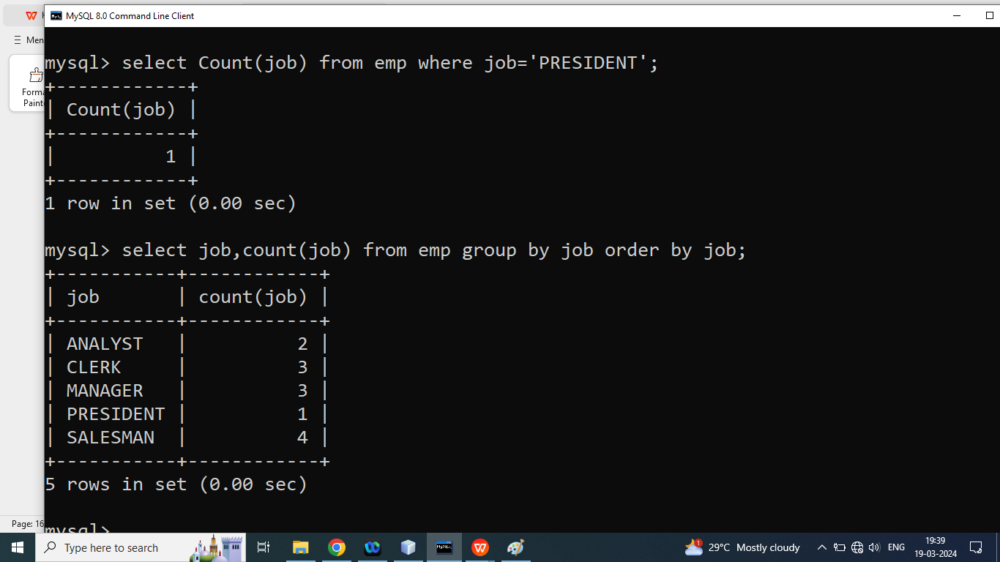 MySQL 8.0 Command Line Client
Men
mysql> select Count(job) from emp where job='PRESIDENT';
+------------+
| Count(job) |
+------------+
|          1 |
+------------+
1 row in set (0.00 sec)
mysql> select job,count(job) from emp group by job order by job;
+-----------+------------+
| job       | count(job) |
+-----------+------------+
| ANALYST   |          2 |
| CLERK     |          3 |
| MANAGER   |          3 |
| PRESIDENT |          1 |
| SALESMAN  |          4 |
+-----------+------------+
5 rows in set (0.00 sec)
mysql>
Forma
Painte
Page: 16
Type here to search
29°C Mostly cloudy
ENG
19:39
19-03-2024